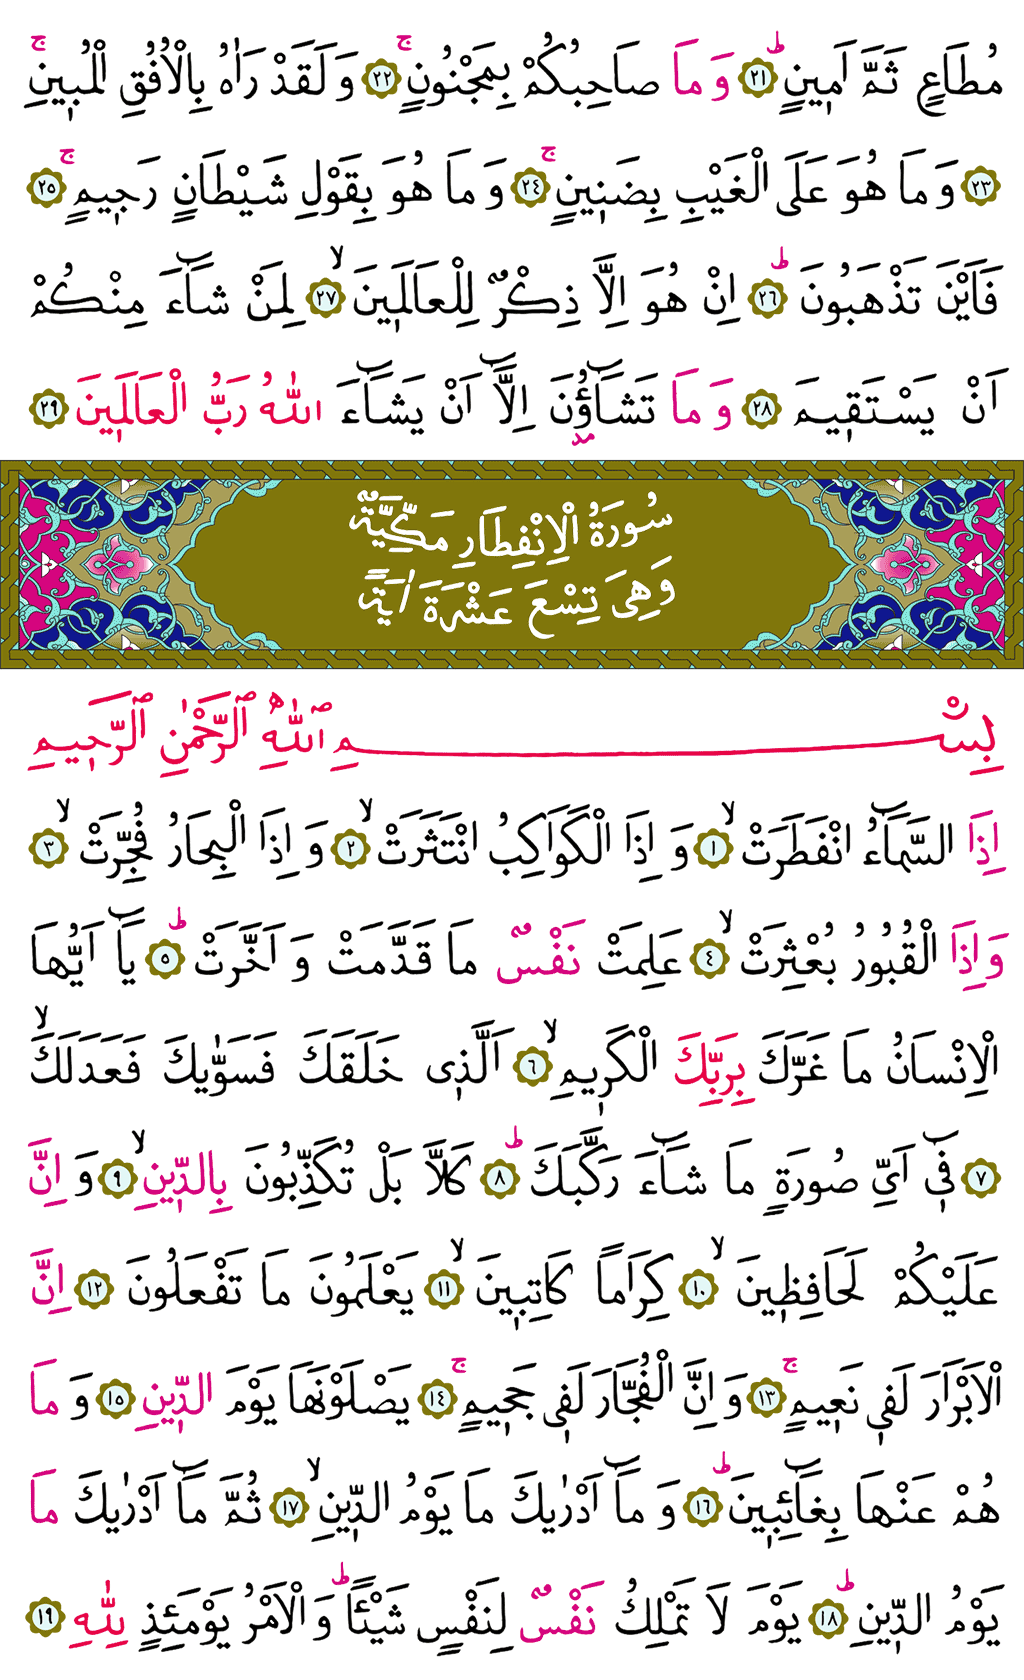 مُطَاعٍ ثَمَّ اَمٖينٍۜ ﴿٢١﴾ وَمَا صَاحِبُكُمْ بِمَجْنُونٍۚ ﴿٢٢﴾ وَلَقَدْ رَاٰهُ بِالْاُفُقِ الْمُبٖينِۚ
﴿٢٣﴾ وَمَا هُوَ عَلَى الْغَيْبِ بِضَنٖينٍۚ ﴿٢٤﴾ وَمَا هُوَ بِقَوْلِ شَيْطَانٍ رَجٖيمٍۚ ﴿٢٥﴾
فَاَيْنَ تَذْهَبُونَۜ ﴿٢٦﴾ اِنْ هُوَ اِلَّا ذِكْرٌ لِلْعَالَمٖينَۙ ﴿٢٧﴾ لِمَنْ شَٓاءَ مِنْكُمْ
اَنْ يَسْتَقٖيمَ ﴿٢٨﴾ وَمَا تَشَٓاؤُ۫نَ اِلَّٓا اَنْ يَشَٓاءَ اللّٰهُ رَبُّ الْعَالَمٖينَ ﴿٢٩﴾
سُورَةُ الْاِنْفِطَارِ مَكِّيَّةٌ
وَهِىَ تِسْعَ عَشْرَةَ اٰيَةً
بِسْمِ اللّٰهِ الرَّحْمٰنِ الرَّحٖيمِ
اِذَا السَّمَٓاءُ انْفَطَرَتْۙ ﴿١﴾ وَاِذَا الْكَوَاكِبُ انْتَثَرَتْۙ ﴿٢﴾ وَاِذَا الْبِحَارُ فُجِّرَتْۙ ﴿٣﴾
وَاِذَا الْقُبُورُ بُعْثِرَتْۙ ﴿٤﴾ عَلِمَتْ نَفْسٌ مَا قَدَّمَتْ وَاَخَّرَتْۜ ﴿٥﴾ يَٓا اَيُّهَا
الْاِنْسَانُ مَا غَرَّكَ بِرَبِّكَ الْكَرٖيمِۙ ﴿٦﴾ اَلَّذٖى خَلَقَكَ فَسَوّٰيكَ فَعَدَلَكَۙ
﴿٧﴾ فٖٓى اَىِّ صُورَةٍ مَا شَٓاءَ رَكَّبَكَۜ ﴿٨﴾ كَلَّا بَلْ تُكَذِّبُونَ بِالدّٖينِۙ ﴿٩﴾ وَاِنَّ
عَلَيْكُمْ لَحَافِظٖينَۙ ﴿١٠﴾ كِرَامًا كَاتِبٖينَۙ ﴿١١﴾ يَعْلَمُونَ مَا تَفْعَلُونَ ﴿١٢﴾ اِنَّ
الْاَبْرَارَ لَفٖى نَعٖيمٍۚ ﴿١٣﴾ وَاِنَّ الْفُجَّارَ لَفٖى جَحٖيمٍۚ ﴿١٤﴾ يَصْلَوْنَهَا يَوْمَ الدّٖينِ ﴿١٥﴾ وَمَا
هُمْ عَنْهَا بِغَٓائِبٖينَۜ ﴿١٦﴾ وَمَٓا اَدْرٰيكَ مَا يَوْمُ الدّٖينِۙ ﴿١٧﴾ ثُمَّ مَٓا اَدْرٰيكَ مَا
يَوْمُ الدّٖينِۜ ﴿١٨﴾ يَوْمَ لَا تَمْلِكُ نَفْسٌ لِنَفْسٍ شَيْـًٔاۜ وَالْاَمْرُ يَوْمَئِذٍ لِلّٰهِ ﴿١٩﴾